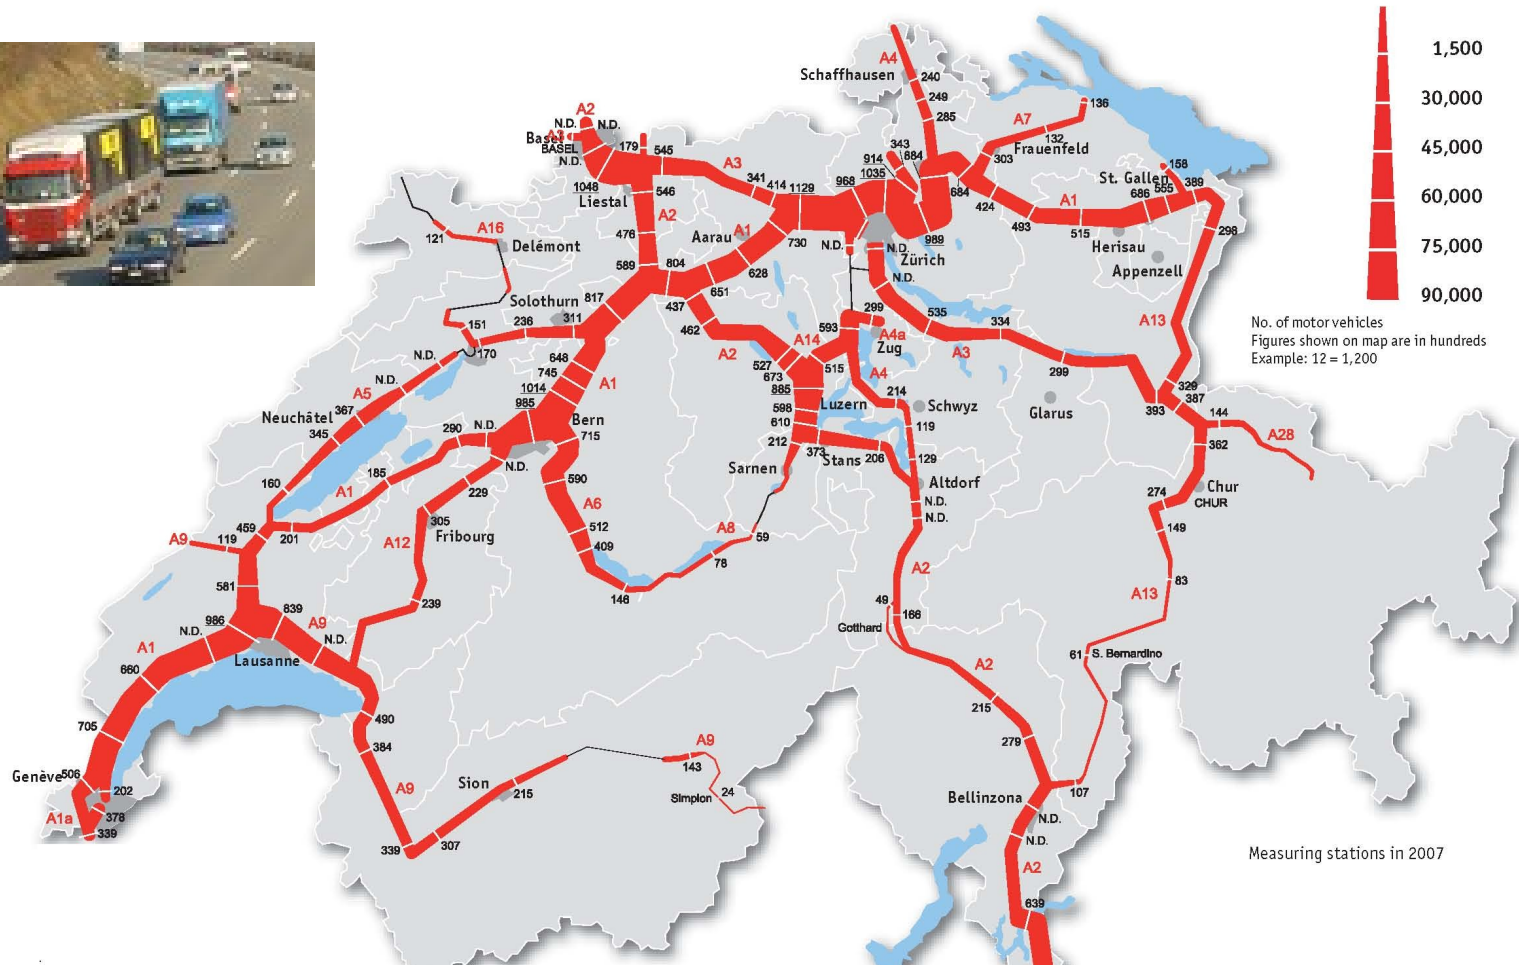 A4
1,500
Schaffhausen
240
30,000
249
A2
136
285
45,000
N.D.
N.D.
A7
132
A3
Basel
343
Frauenfeld
BASEL
179
545
914
884
303
158
N.D.
A3
1035
St. Gallen
60,000
1048
341
414
1129
968
684
686
555
389
546
Liestal
424
A1
A2
493
515
298
75,000
A16
476
Aarau
A1
730
N.D.
989
Herisau
121
Delémont
N.D.
Zürich
Appenzell
589
804
628
N.D.
90,000
Solothurn
817
651
311
437
299
535
A13
No. of motor vehicles
151
236
462
593
334
Figures shown on map are in hundreds
A14
A4a
Example: 12 = 1,200
N.D.
170
648
A2
Zug
A3
745
527
515
299
N.D.
673
A4
A5
1014
A1
885
329
985
214
387
367
598
Luzern
Schwyz
393
Neuchâtel
Bern
610
Glarus
144
345
290
N.D.
715
119
A28
212
373
Stans
206
362
N.D.
Sarnen
129
185
590
Altdorf
160
A1
229
274
Chur
A6
N.D.
CHUR
305
N.D.
459
201
512
A8
149
A9
119
A12
Fribourg
59
409
78
A2
83
581
146
A13
239
49
986
839
166
N.D.
A9
Gotthard
N.D.
A1
61
S. Bernardino
Lausanne
A2
660
215
490
705
279
384
A9
143
Genève
506
Sion
A9
202
215
24
107
Simplon
Bellinzona
A1a
378
N.D.
339
N.D.
339
307
Measuring stations in 2007
A2
639